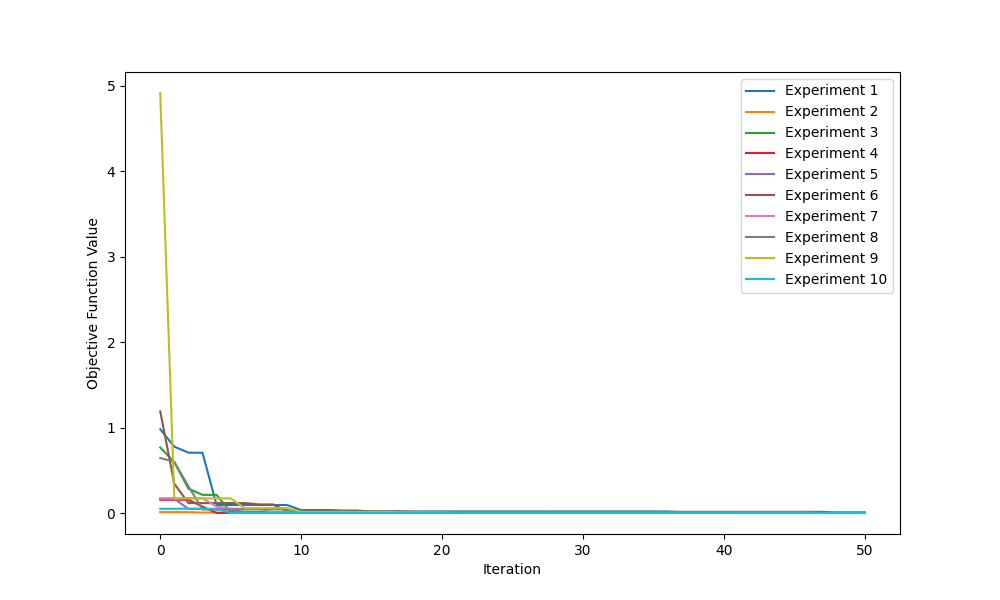 5
4
3
2
1
0
Objective Function Value
0
10
20
30
40
50
Iteration
Experiment 1
Experiment 2
Experiment 3
Experiment 4
Experiment 5
Experiment 6
Experiment 7
Experiment 8
Experiment 9
Experiment 10